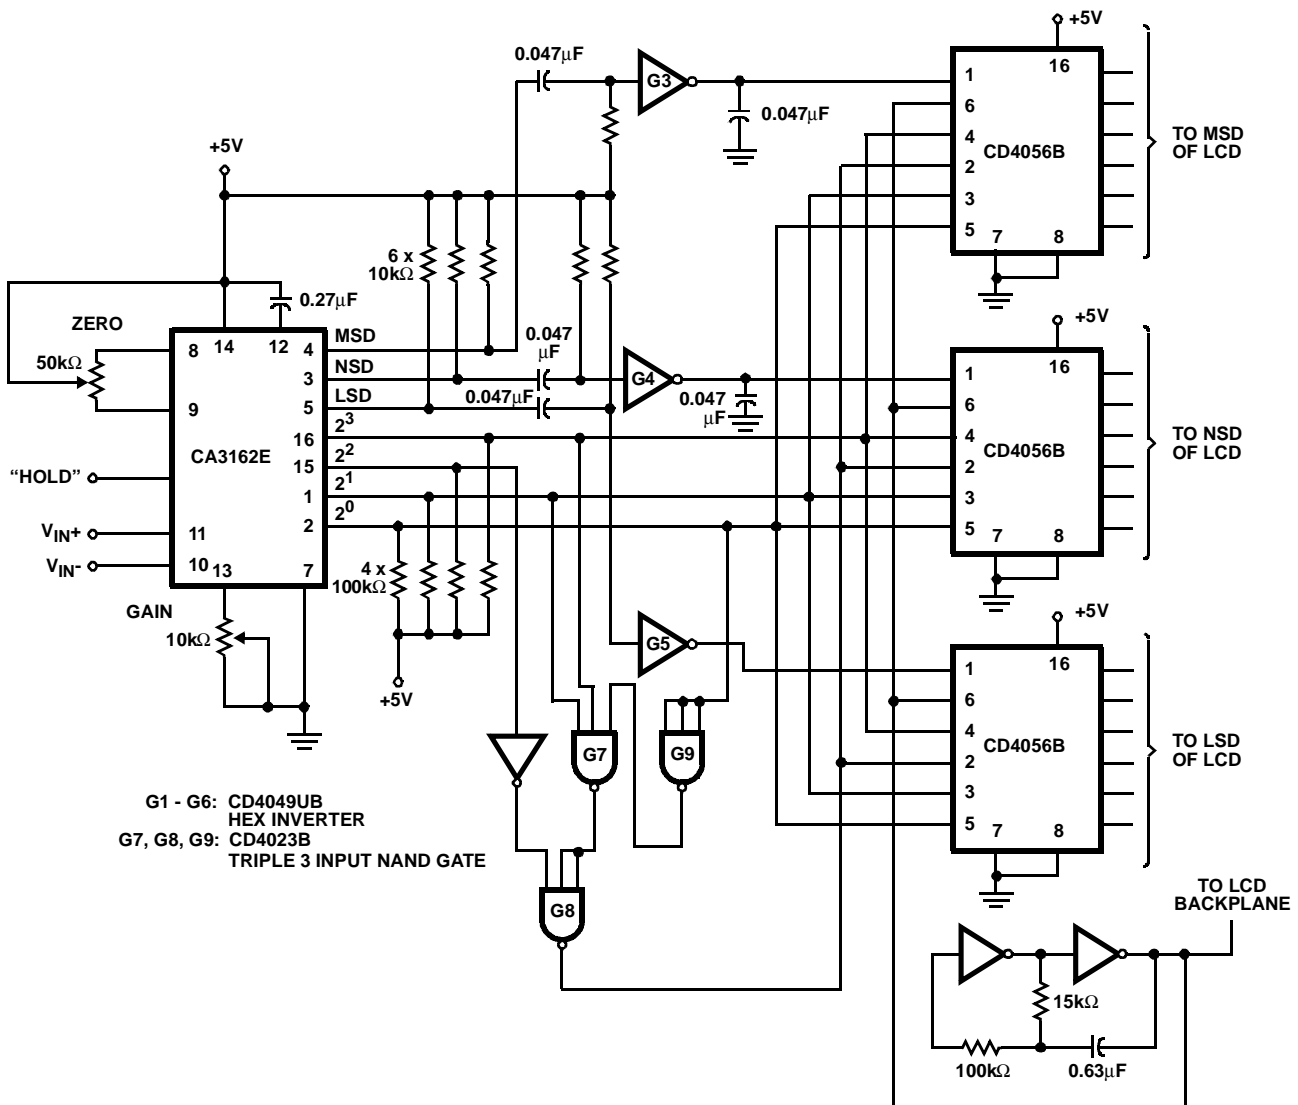 +5V
0.047µF
G3
16
1
6
4
2
3
5
7
8
CD4056B
0.047µF
TO MSD
OF LCD
+5V
6 x
10kΩ
0.27µF
ZERO
50kΩ
8
14
12
4
MSD
3
NSD
5
LSD
9
16
2³
CA3162E
15
2²
"HOLD"
1
2¹
2
2⁰
VIN+
11
VIN-
10
13
7
0.047
µF
0.047µF
G4
0.047
µF
+5V
16
1
6
4
2
3
5
7
8
CD4056B
TO NSD
OF LCD
4 x
100kΩ
GAIN
10kΩ
+5V
G5
+5V
16
1
6
4
2
3
5
7
8
CD4056B
TO LSD
OF LCD
G7
G9
G8
G1 - G6: CD4049UB
HEX INVERTER
G7, G8, G9: CD4023B
TRIPLE 3 INPUT NAND GATE
TO LCD
BACKPLANE
15kΩ
100kΩ
0.63µF